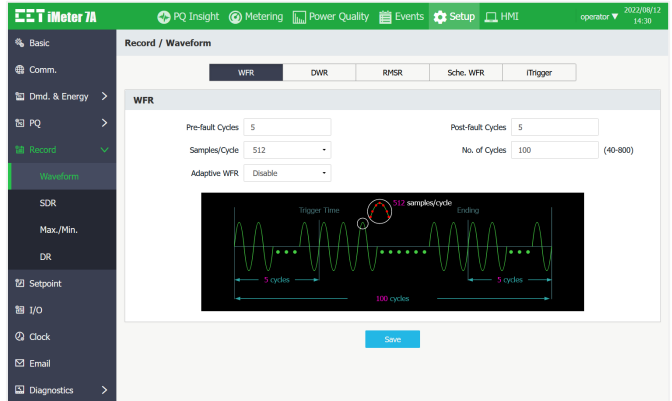 CET iMeter 7A
PQ Insight
Metering
Power Quality
Events
Setup
HMI
operator ▼
2022/08/12
14:30
Basic
Comm.
Dmd. & Energy >
PQ >
Record
Waveform
SDR
Max./Min.
DR
Setpoint
I/O
Clock
Email
Diagnostics >
Record / Waveform
WFR
DWR
RMSR
Sche. WFR
iTrigger
WFR
Pre-fault Cycles 5
Post-fault Cycles 5
Samples/Cycle 512
No. of Cycles 100 (40-800)
Adaptive WFR Disable
512 samples/cycle
Trigger Time
Ending
5 cycles
5 cycles
100 cycles
Save